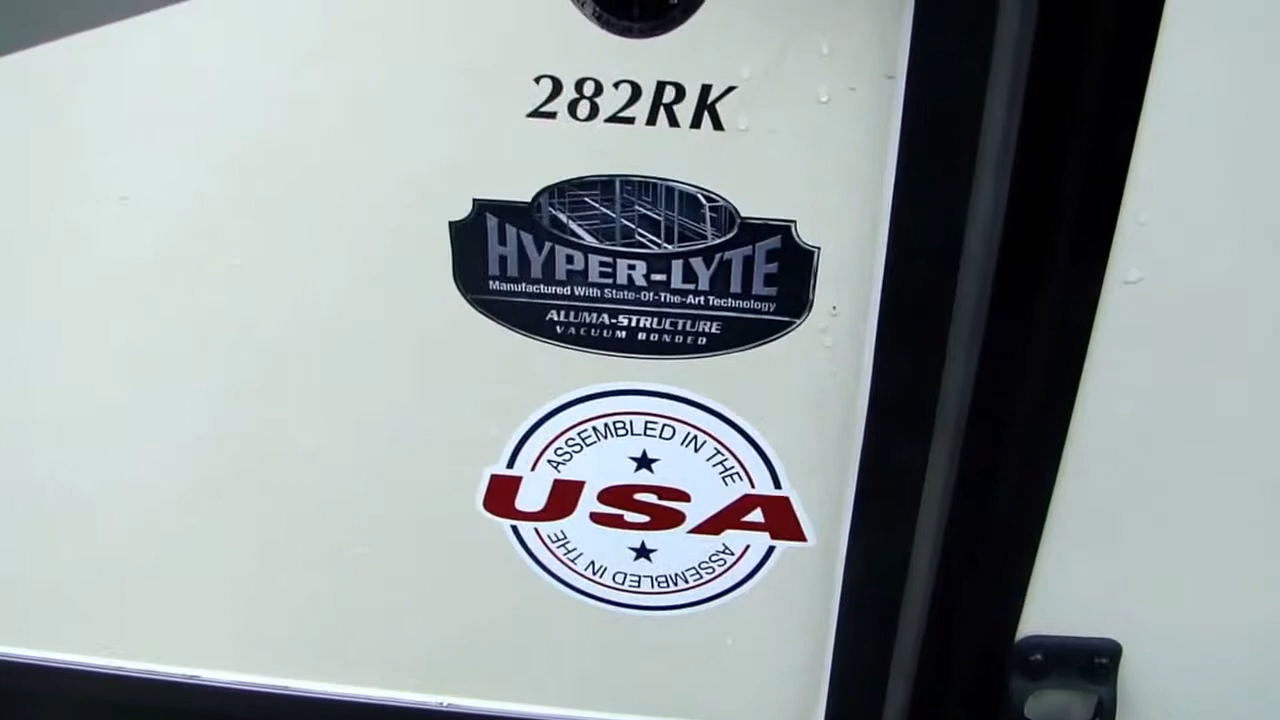 282RK
HYPER-LYTE
Manufactured With State-Of-The-Art Technology
ALUMA-STRUCTURE
VACUUM BONDED
ASSEMBLED IN THE
USA
ASSEMBLED IN THE